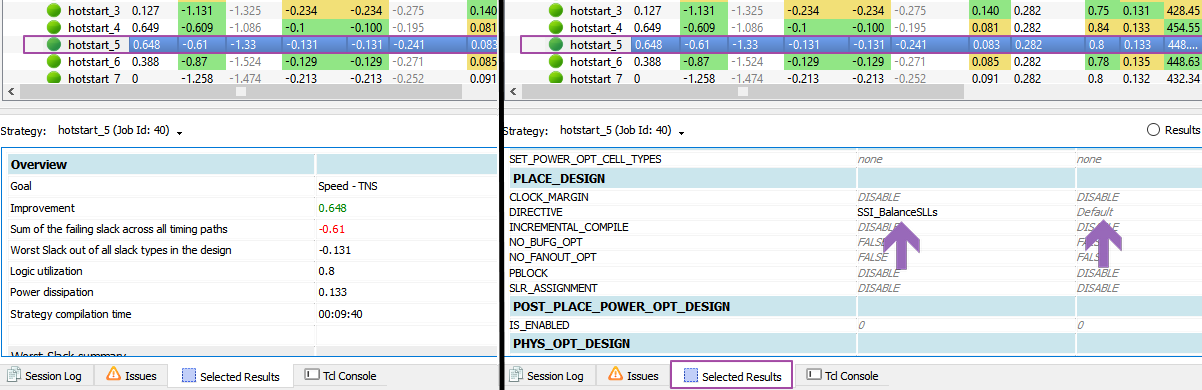 hotstart_3 0.127 -1.131 -1.325 -0.234 -0.234 -0.275 0.140
hotstart_4 0.649 -0.609 -1.086 -0.1 -0.100 -0.195 0.081
hotstart_5 0.648 -0.61 -1.33 -0.131 -0.131 -0.241 0.083
hotstart_6 0.388 -0.87 -1.524 -0.129 -0.129 -0.271 0.085
hotstart_7 0 -1.258 -1.474 -0.213 -0.213 -0.252 0.091
Strategy: hotstart_5 (Job Id: 40)
Overview
Goal Speed - TNS
Improvement 0.648
Sum of the failing slack across all timing paths -0.61
Worst Slack out of all slack types in the design -0.131
Logic utilization 0.8
Power dissipation 0.133
Strategy compilation time 00:09:40
Worst Slack summary
Session Log Issues Selected Results Tcl Console
hotstart_3 0.127 -1.131 -1.325 -0.234 -0.234 -0.275 0.140 0.282 0.75 0.131 428.45
hotstart_4 0.649 -0.609 -1.086 -0.1 -0.100 -0.195 0.081 0.282 0.84 0.133 454.55
hotstart_5 0.648 -0.61 -1.33 -0.131 -0.131 -0.241 0.083 0.282 0.8 0.133 448....
hotstart_6 0.388 -0.87 -1.524 -0.129 -0.129 -0.271 0.085 0.282 0.78 0.135 448.63
hotstart_7 0 -1.258 -1.474 -0.213 -0.213 -0.252 0.091 0.282 0.8 0.132 432.34
Strategy: hotstart_5 (Job Id: 40) Results
SET_POWER_OPT_CELL_TYPES none none
PLACE_DESIGN
CLOCK_MARGIN DISABLE DISABLE
DIRECTIVE SSI_BalanceSLLs Default
INCREMENTAL_COMPILE
NO_BUFG_OPT
NO_FANOUT_OPT
PBLOCK DISABLE DISABLE
SLR_ASSIGNMENT DISABLE DISABLE
POST_PLACE_POWER_OPT_DESIGN
IS_ENABLED 0 0
PHYS_OPT_DESIGN
Session Log Issues Selected Results Tcl Console